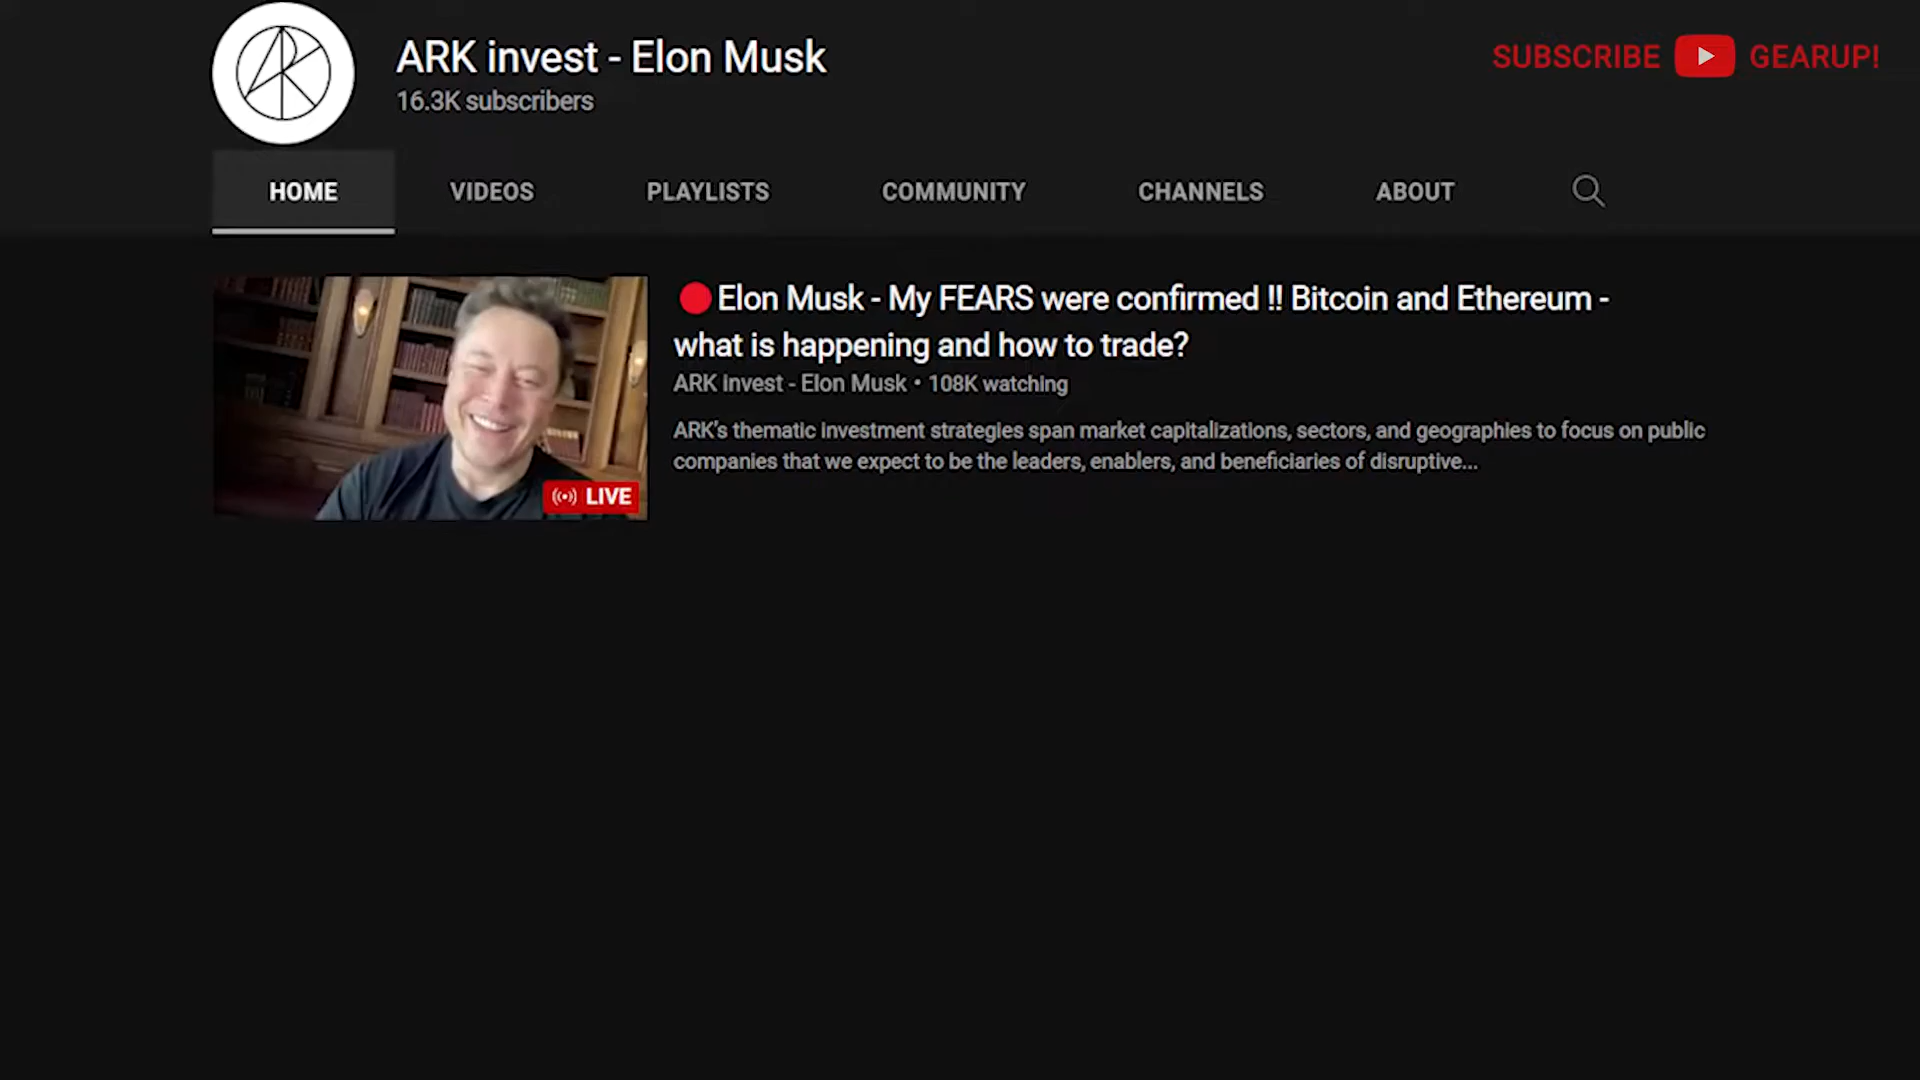 ARK invest - Elon Musk
16.3K subscribers
SUBSCRIBE GEARUP!
HOME VIDEOS PLAYLISTS COMMUNITY CHANNELS ABOUT
🔴Elon Musk - My FEARS were confirmed !! Bitcoin and Ethereum -
what is happening and how to trade?
ARK invest - Elon Musk • 108K watching
ARK's thematic investment strategies span market capitalizations, sectors, and geographies to focus on public
companies that we expect to be the leaders, enablers, and beneficiaries of disruptive...
LIVE